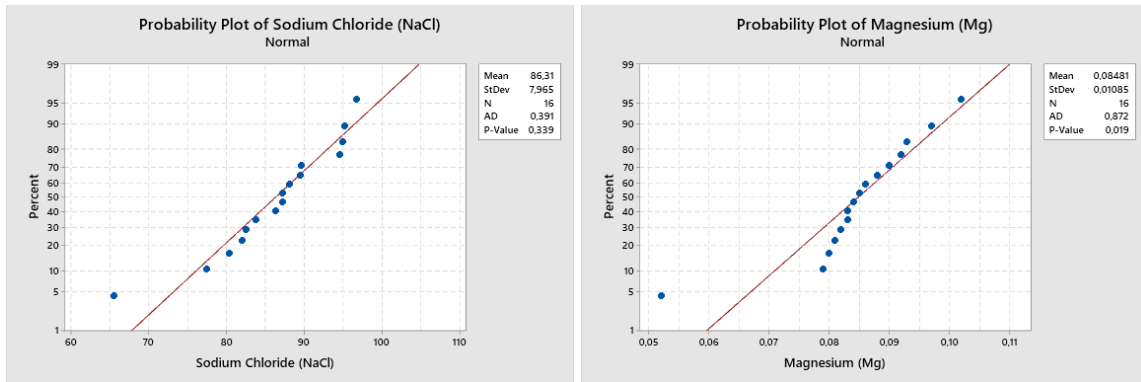 Probability Plot of Sodium Chloride (NaCl)
Normal
99
95
90
80
70
60
50
40
30
20
10
5
1
Percent
60 70 80 90 100 110
Sodium Chloride (NaCl)
Mean 86,31
StDev 7,965
N 16
AD 0,391
P-Value 0,339
Probability Plot of Magnesium (Mg)
Normal
99
95
90
80
70
60
50
40
30
20
10
5
1
Percent
0,05 0,06 0,07 0,08 0,09 0,10 0,11
Magnesium (Mg)
Mean 0,08481
StDev 0,01085
N 16
AD 0,872
P-Value 0,019